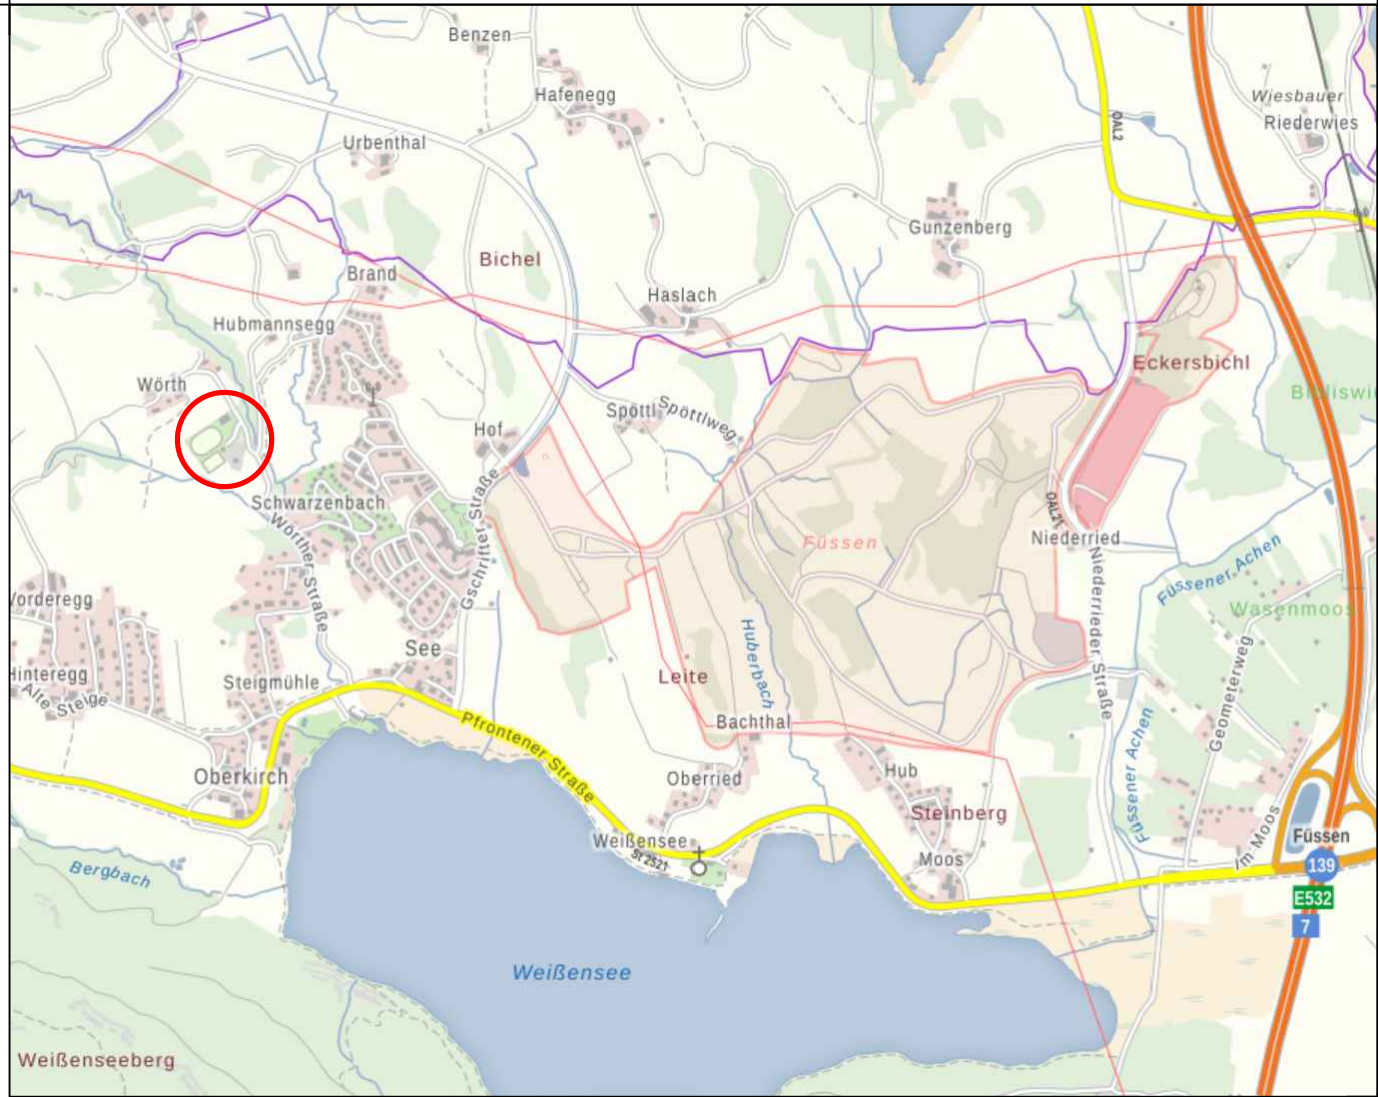 Benzen
Hafenegg
Wiesbauer
Riederwies
OAL2
Urbenthal
Gunzenberg
Bichel
Brand
Haslach
Hubmannsegg
Eckersbichl
Wörth
Spöttl
Spöttlweg
Hof
Schwarzenbach
Gschrifter Straße
Wörther Straße
OAL21
Füssen
Niederried
Füssener Achen
Wasenmoos
Vorderegg
Huberbach
Niederrieder Straße
See
Geometerweg
Hinteregg
Alte Steige
Steigmühle
Leite
Pfrontener Straße
Bachthal
Füssener Achen
Oberkirch
Oberried
Hub
Steinberg
Im-Moos
Füssen
Weißensee
St 2521
Moos
139
Bergbach
E532
7
Weißensee
Weißenseeberg